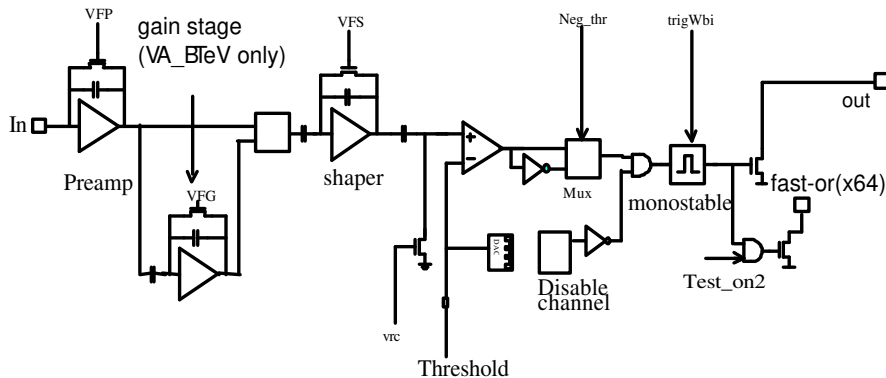 VFP
gain stage
(VA_BTeV only)
VFS
Neg_thr
trigWbi
In
out
Preamp
VFG
shaper
+
−
Mux
monostable
fast-or(x64)
DAC
Disable
channel
Test_on2
vrc
Threshold